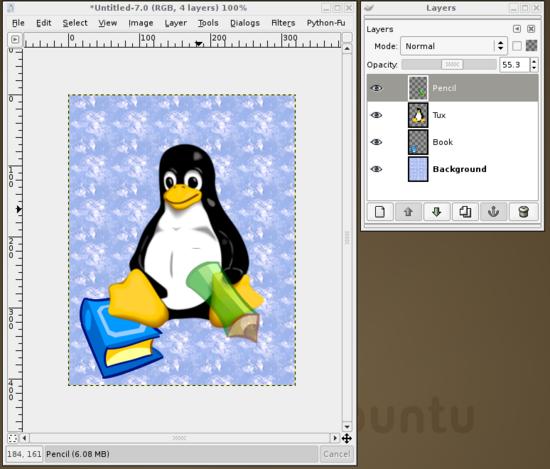 *Untitled-7.0 (RGB, 4 layers) 100%
File Edit Select View Image Layer Tools Dialogs Filters Python-Fu
0 100 200 300
0
100
200
300
400
184, 161 Pencil (6.08 MB) Cancel
Layers
Layers
Mode: Normal
Opacity: 55.3
Pencil
Tux
Book
Background
buntu